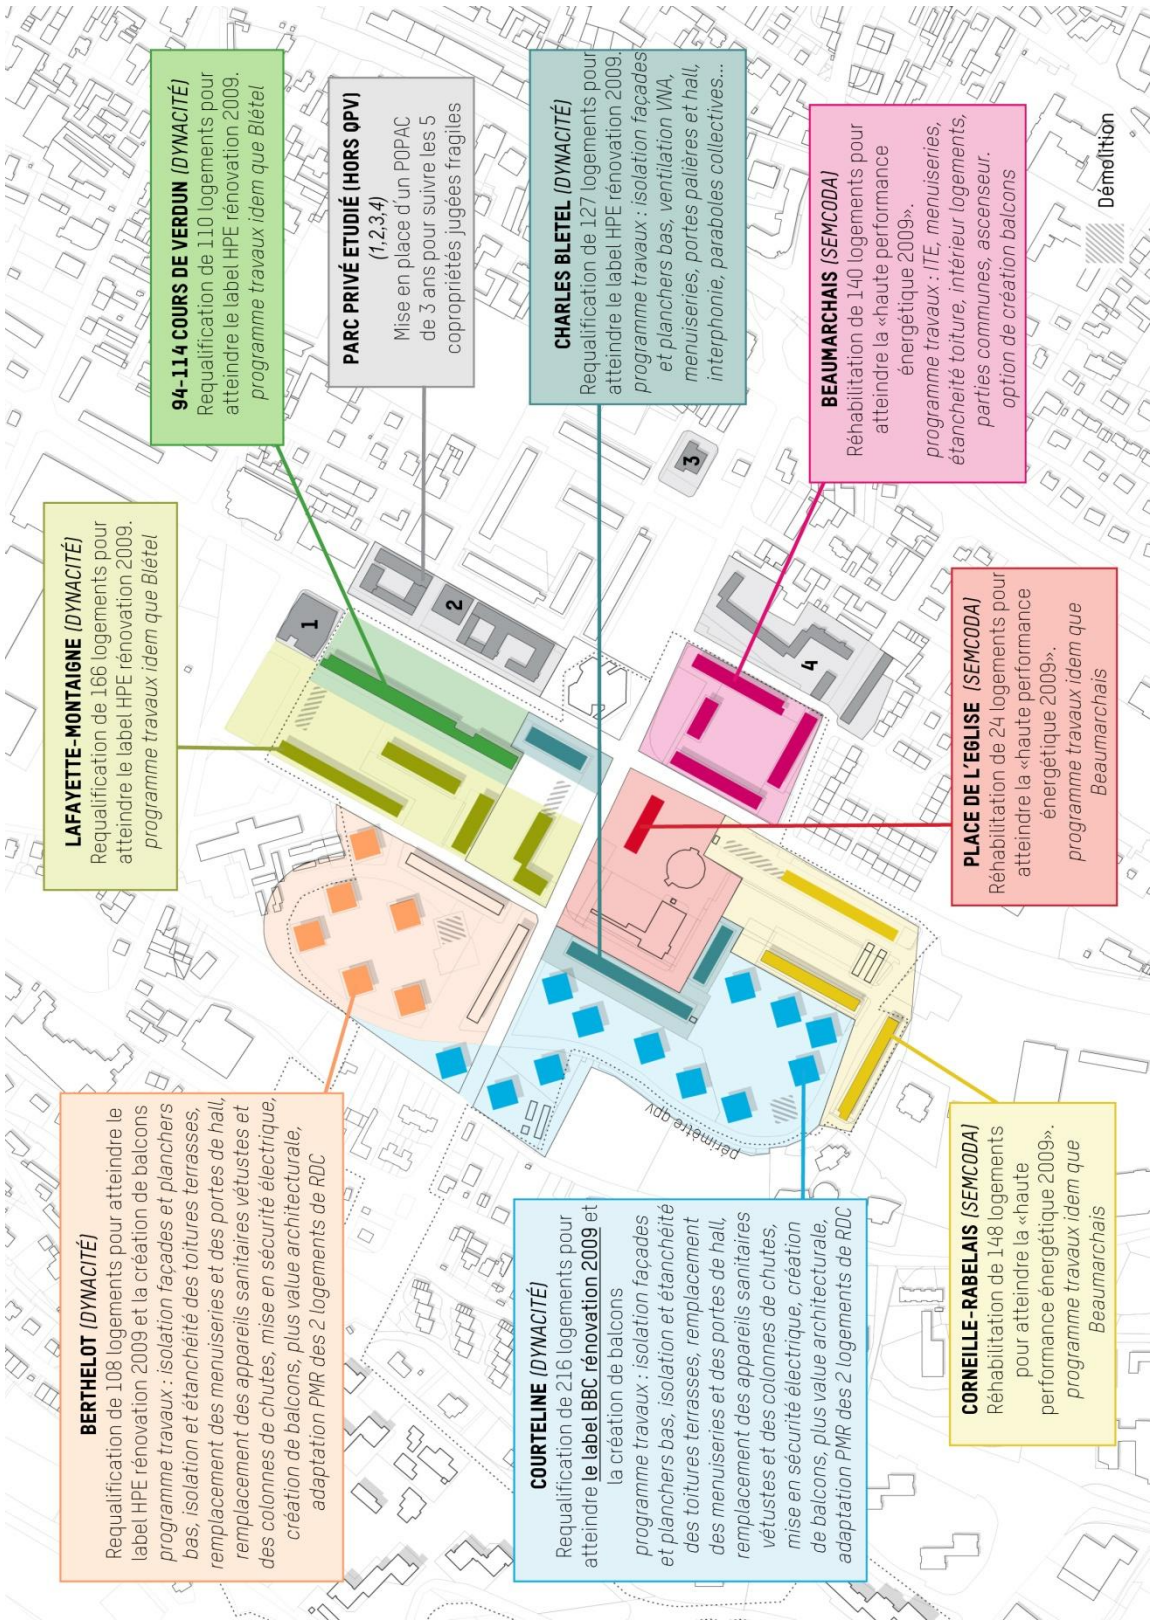 BERTHELOT (DYNACITÉ)
Requalification de 108 logements pour atteindre le
label HPE rénovation 2009 et la création de balcons
programme travaux : isolation façades et planchers
bas, isolation et étanchéité des toitures terrasses,
remplacement des menuiseries et des portes de hall,
remplacement des appareils sanitaires vétustes et
des colonnes de chutes, mise en sécurité électrique,
création de balcons, plus value architecturale,
adaptation PMR des 2 logements de RDC
LAFAYETTE-MONTAIGNE (DYNACITÉ)
Requalification de 166 logements pour
atteindre le label HPE rénovation 2009.
programme travaux idem que Blétel
94-114 COURS DE VERDUN (DYNACITÉ)
Requalification de 110 logements pour
atteindre le label HPE rénovation 2009.
programme travaux idem que Blétel
PARC PRIVÉ ETUDIÉ (HORS QPV)
(1,2,3,4)
Mise en place d'un POPAC
de 3 ans pour suivre les 5
copropriétés jugées fragiles
CHARLES BLETEL (DYNACITÉ)
Requalification de 127 logements pour
atteindre le label HPE rénovation 2009.
programme travaux : isolation façades
et planchers bas, ventilation VNA,
menuiseries, portes palières et hall,
interphonie, paraboles collectives...
1
2
3
4
périmètre qpv
COURTELINE (DYNACITÉ)
Requalification de 216 logements pour
atteindre le label BBC rénovation 2009 et
la création de balcons
programme travaux : isolation façades
et planchers bas, isolation et étanchéité
des toitures terrasses, remplacement
des menuiseries et des portes de hall,
remplacement des appareils sanitaires
vétustes et des colonnes de chutes,
mise en sécurité électrique, création
de balcons, plus value architecturale,
adaptation PMR des 2 logements de RDC
CORNEILLE-RABELAIS (SEMCODA)
Réhabilitation de 148 logements
pour atteindre la «haute
performance énergétique 2009».
programme travaux idem que
Beaumarchais
PLACE DE L'EGLISE (SEMCODA)
Réhabilitation de 24 logements pour
atteindre la «haute performance
énergétique 2009».
programme travaux idem que
Beaumarchais
BEAUMARCHAIS (SEMCODA)
Réhabilitation de 140 logements pour
atteindre la «haute performance
énergétique 2009».
programme travaux : ITE, menuiseries,
étanchéité toiture, intérieur logements,
parties communes, ascenseur.
option de création balcons
Démolition